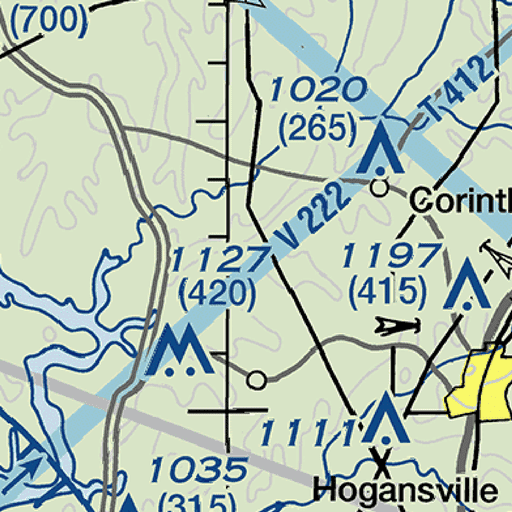 (700)
1020
(265)
T 412
V 222
Corinth
1127
(420)
1197
(415)
1111
1035
(315)
Hogansville